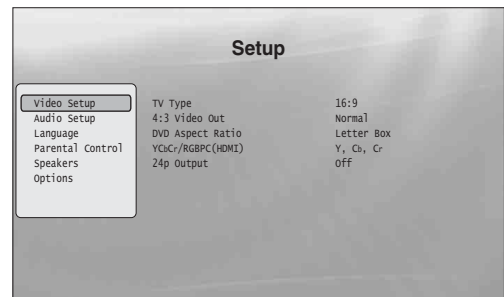 Setup
Video Setup
Audio Setup
Language
Parental Control
Speakers
Options
TV Type 16:9
4:3 Video Out Normal
DVD Aspect Ratio Letter Box
YCbCr/RGBPC(HDMI) Y, Cb, Cr
24p Output Off